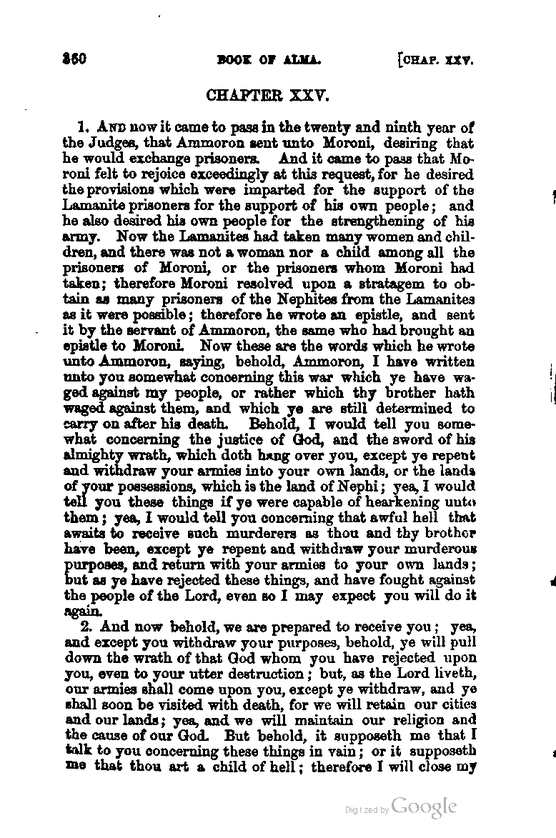 360 BOOK OF ALMA. [CHAP. XXV.
CHAPTER XXV.
1. AND now it came to pass in the twenty and ninth year of
the Judges, that Ammoron sent unto Moroni, desiring that
he would exchange prisoners. And it came to pass that Mo-
roni felt to rejoice exceedingly at this request, for he desired
the provisions which were imparted for the support of the
Lamanite prisoners for the support of his own people; and
he also desired his own people for the strengthening of his
army. Now the Lamanites had taken many women and chil-
dren, and there was not a woman nor a child among all the
prisoners of Moroni, or the prisoners whom Moroni had
taken; therefore Moroni resolved upon a stratagem to ob-
tain as many prisoners of the Nephites from the Lamanites
as it were possible; therefore he wrote an epistle, and sent
it by the servant of Ammoron, the same who had brought an
epistle to Moroni. Now these are the words which he wrote
unto Ammoron, saying, behold, Ammoron, I have written
unto you somewhat concerning this war which ye have wa-
ged against my people, or rather which thy brother hath
waged against them, and which ye are still determined to
carry on after his death. Behold, I would tell you some-
what concerning the justice of God, and the sword of his
almighty wrath, which doth hang over you, except ye repent
and withdraw your armies into your own lands, or the lands
of your possessions, which is the land of Nephi; yea, I would
tell you these things if ye were capable of hearkening unto
them; yea, I would tell you concerning that awful hell that
awaits to receive such murderers as thou and thy brother
have been, except ye repent and withdraw your murderous
purposes, and return with your armies to your own lands;
but as ye have rejected these things, and have fought against
the people of the Lord, even so I may expect you will do it
again.
2. And now behold, we are prepared to receive you; yea,
and except you withdraw your purposes, behold, ye will pull
down the wrath of that God whom you have rejected upon
you, even to your utter destruction; but, as the Lord liveth,
our armies shall come upon you, except ye withdraw, and ye
shall soon be visited with death, for we will retain our cities
and our lands; yea, and we will maintain our religion and
the cause of our God. But behold, it supposeth me that I
talk to you concerning these things in vain; or it supposeth
me that thou art a child of hell; therefore I will close my
Digitized by Google